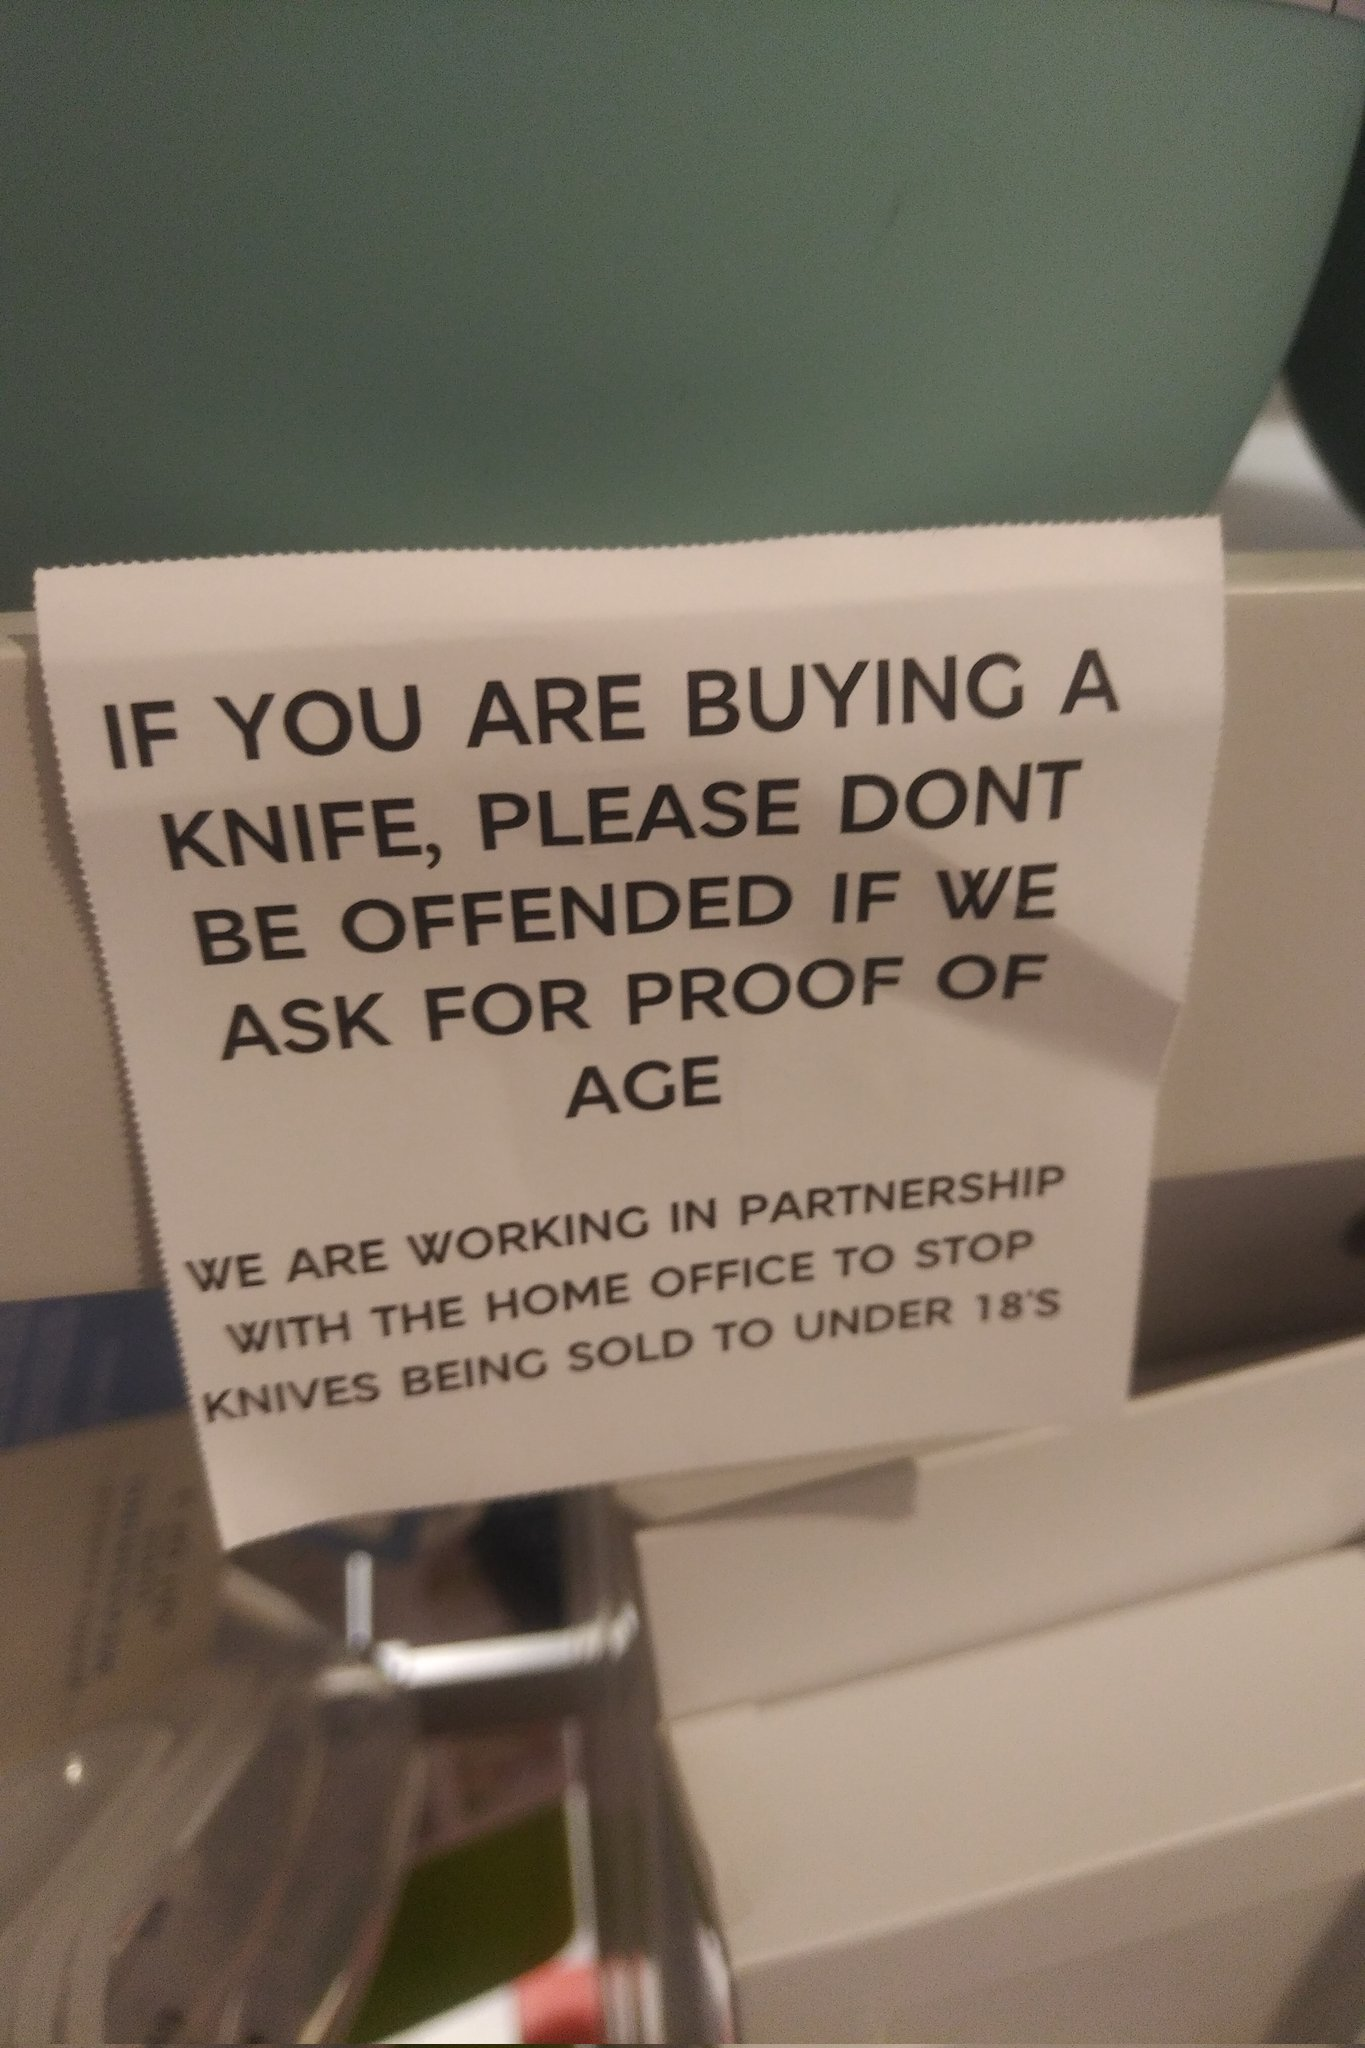 IF YOU ARE BUYING A
KNIFE, PLEASE DONT
BE OFFENDED IF WE
ASK FOR PROOF OF
AGE
WE ARE WORKING IN PARTNERSHIP
WITH THE HOME OFFICE TO STOP
KNIVES BEING SOLD TO UNDER 18'S